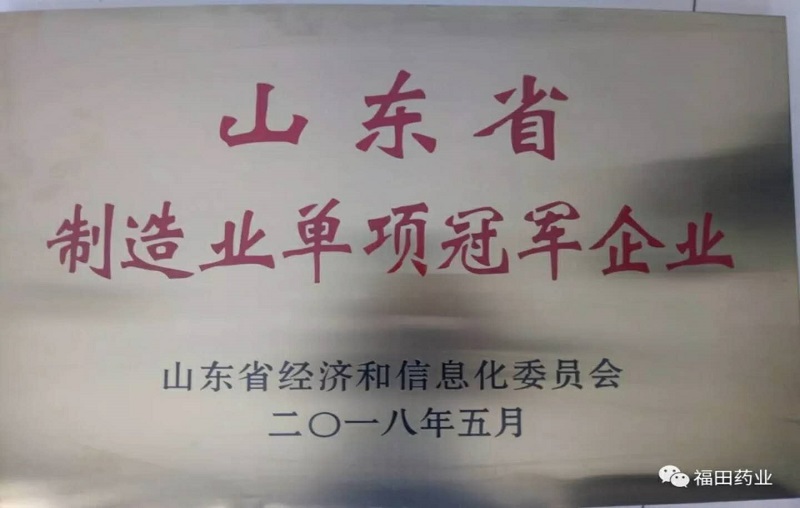 山东省
制造业单项冠军企业
山东省经济和信息化委员会
二〇一八年五月
福田药业